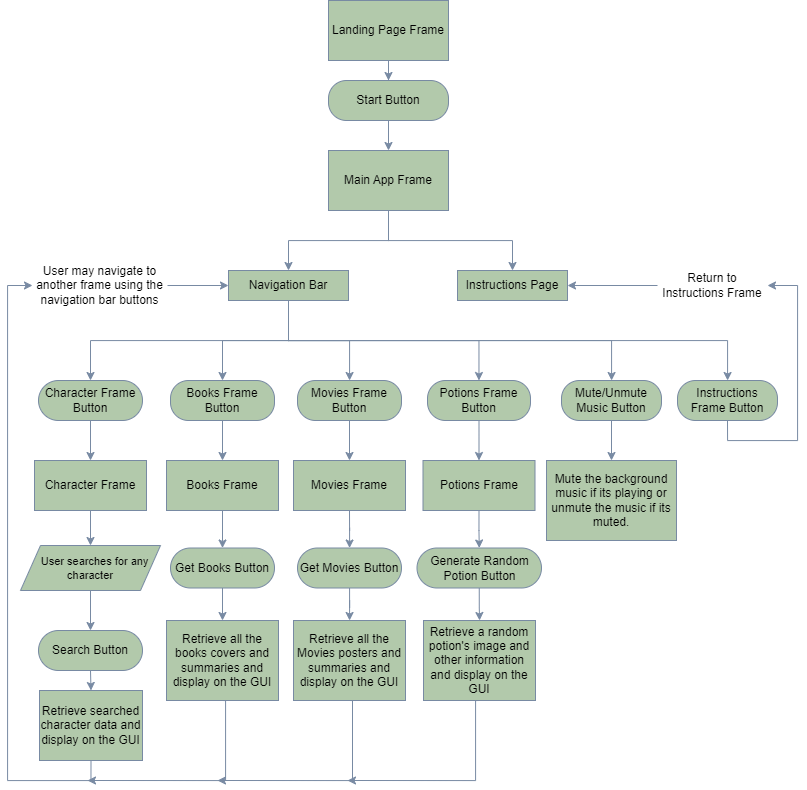 Landing Page Frame
Start Button
Main App Frame
User may navigate to
another frame using the
navigation bar buttons
Navigation Bar
Instructions Page
Return to
Instructions Frame
Character Frame
Button
Books Frame
Button
Movies Frame
Button
Potions Frame
Button
Mute/Unmute
Music Button
Instructions
Frame Button
Character Frame
Books Frame
Movies Frame
Potions Frame
Mute the background
music if its playing or
unmute the music if its
muted.
User searches for any
character
Get Books Button
Get Movies Button
Generate Random
Potion Button
Search Button
Retrieve all the
books covers and
summaries and
display on the GUI
Retrieve all the
Movies posters and
summaries and
display on the GUI
Retrieve a random
potion's image and
other information
and display on the
GUI
Retrieve searched
character data and
display on the GUI